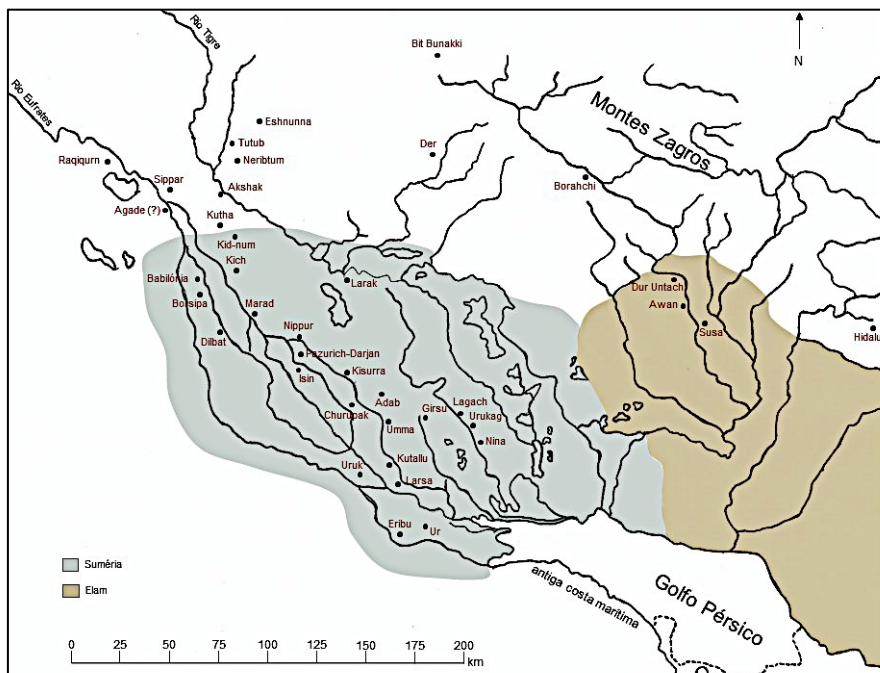 Rio Tigre
Bit Bunakki
N
Rio Eufrates
Eshnunna
Montes Zagros
Tutub
Neribtum
Der
Raqiqurn
Borahchi
Sippar
Akshak
Agade (?)
Kutha
Kid-num
Kich
Babilónia
Larak
Dur Untach
Borsipa
Awan
Marad
Susa
Dilbat
Nippur
Hidalu
Pazurich-Darjan
Isin
Kisurra
Adab
Churupak
Girsu
Lagach
Umma
Urukag
Nina
Uruk
Kutallu
Larsa
Eribu
Ur
Suméria
Elam
antiga costa marítima
Golfo Pérsico
0 25 50 75 100 125 150 175 200
km